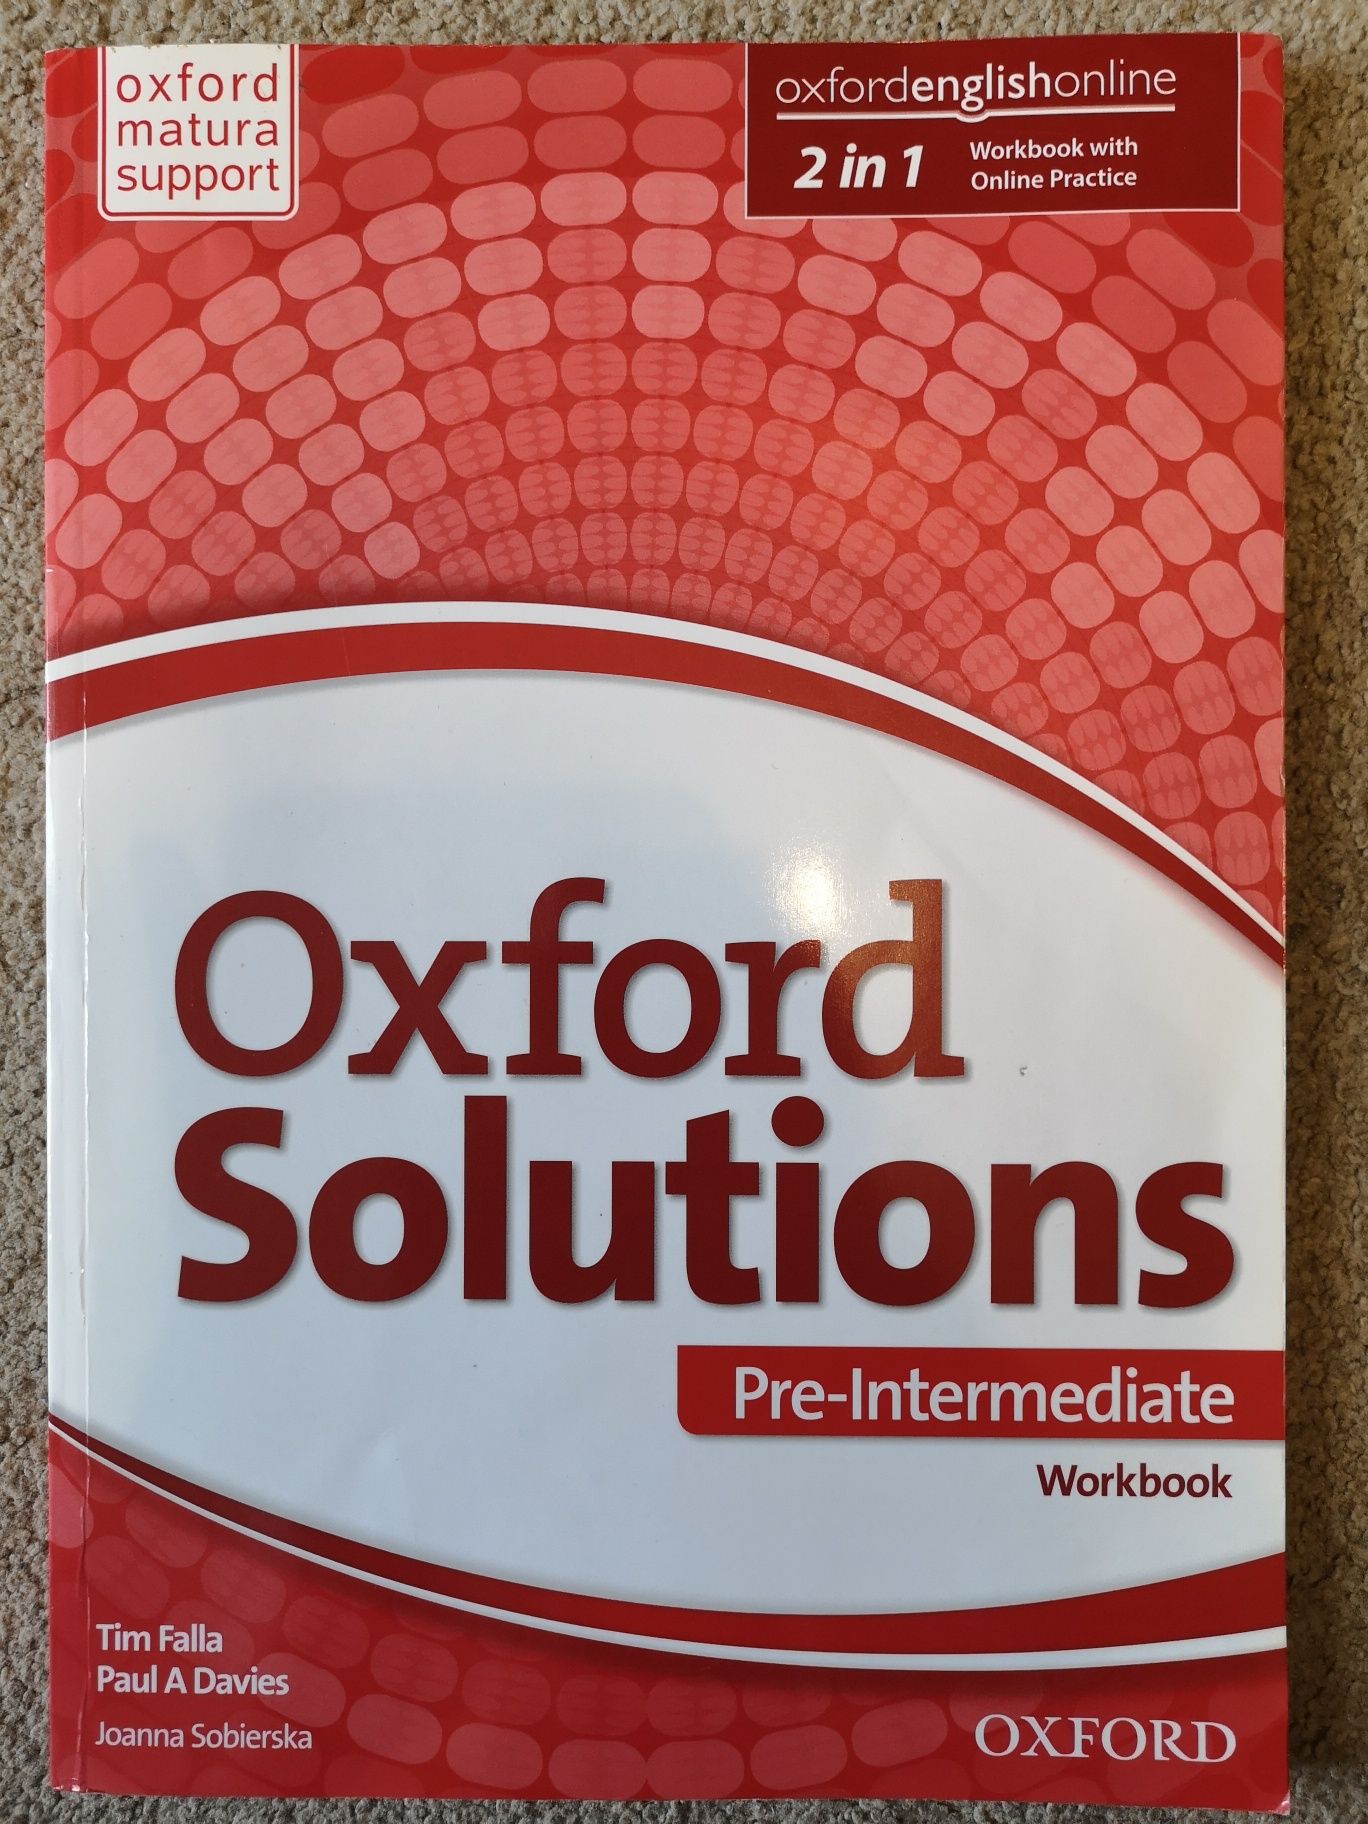 oxford
matura
support
oxfordenglishonline
2 in 1
Workbook with
Online Practice
Oxford
Solutions
Pre-Intermediate
Workbook
Tim Falla
Paul A Davies
Joanna Sobierska
OXFORD